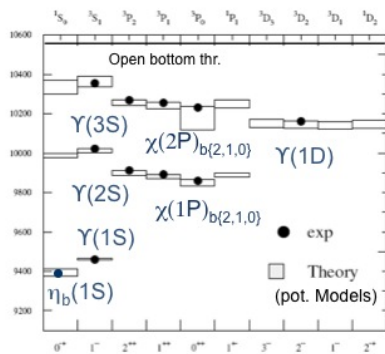 ¹S₀ ³S₁ ³P₂ ³P₁ ³P₀ ¹P₁ ³D₃ ³D₂ ³D₁ ¹D₂
10600
Open bottom thr.
10400
ϒ(3S) χ(2P)b{2,1,0}
10200
ϒ(1D)
10000
ϒ(2S) χ(1P)b{2,1,0}
9800
ϒ(1S)
9600
exp
9400
Theory
ηb(1S) (pot. Models)
9200
0⁻⁺ 1⁻⁻ 2⁺⁺ 1⁺⁺ 0⁺⁺ 1⁺⁻ 3⁻⁻ 2⁻⁻ 1⁻⁻ 2⁻⁺